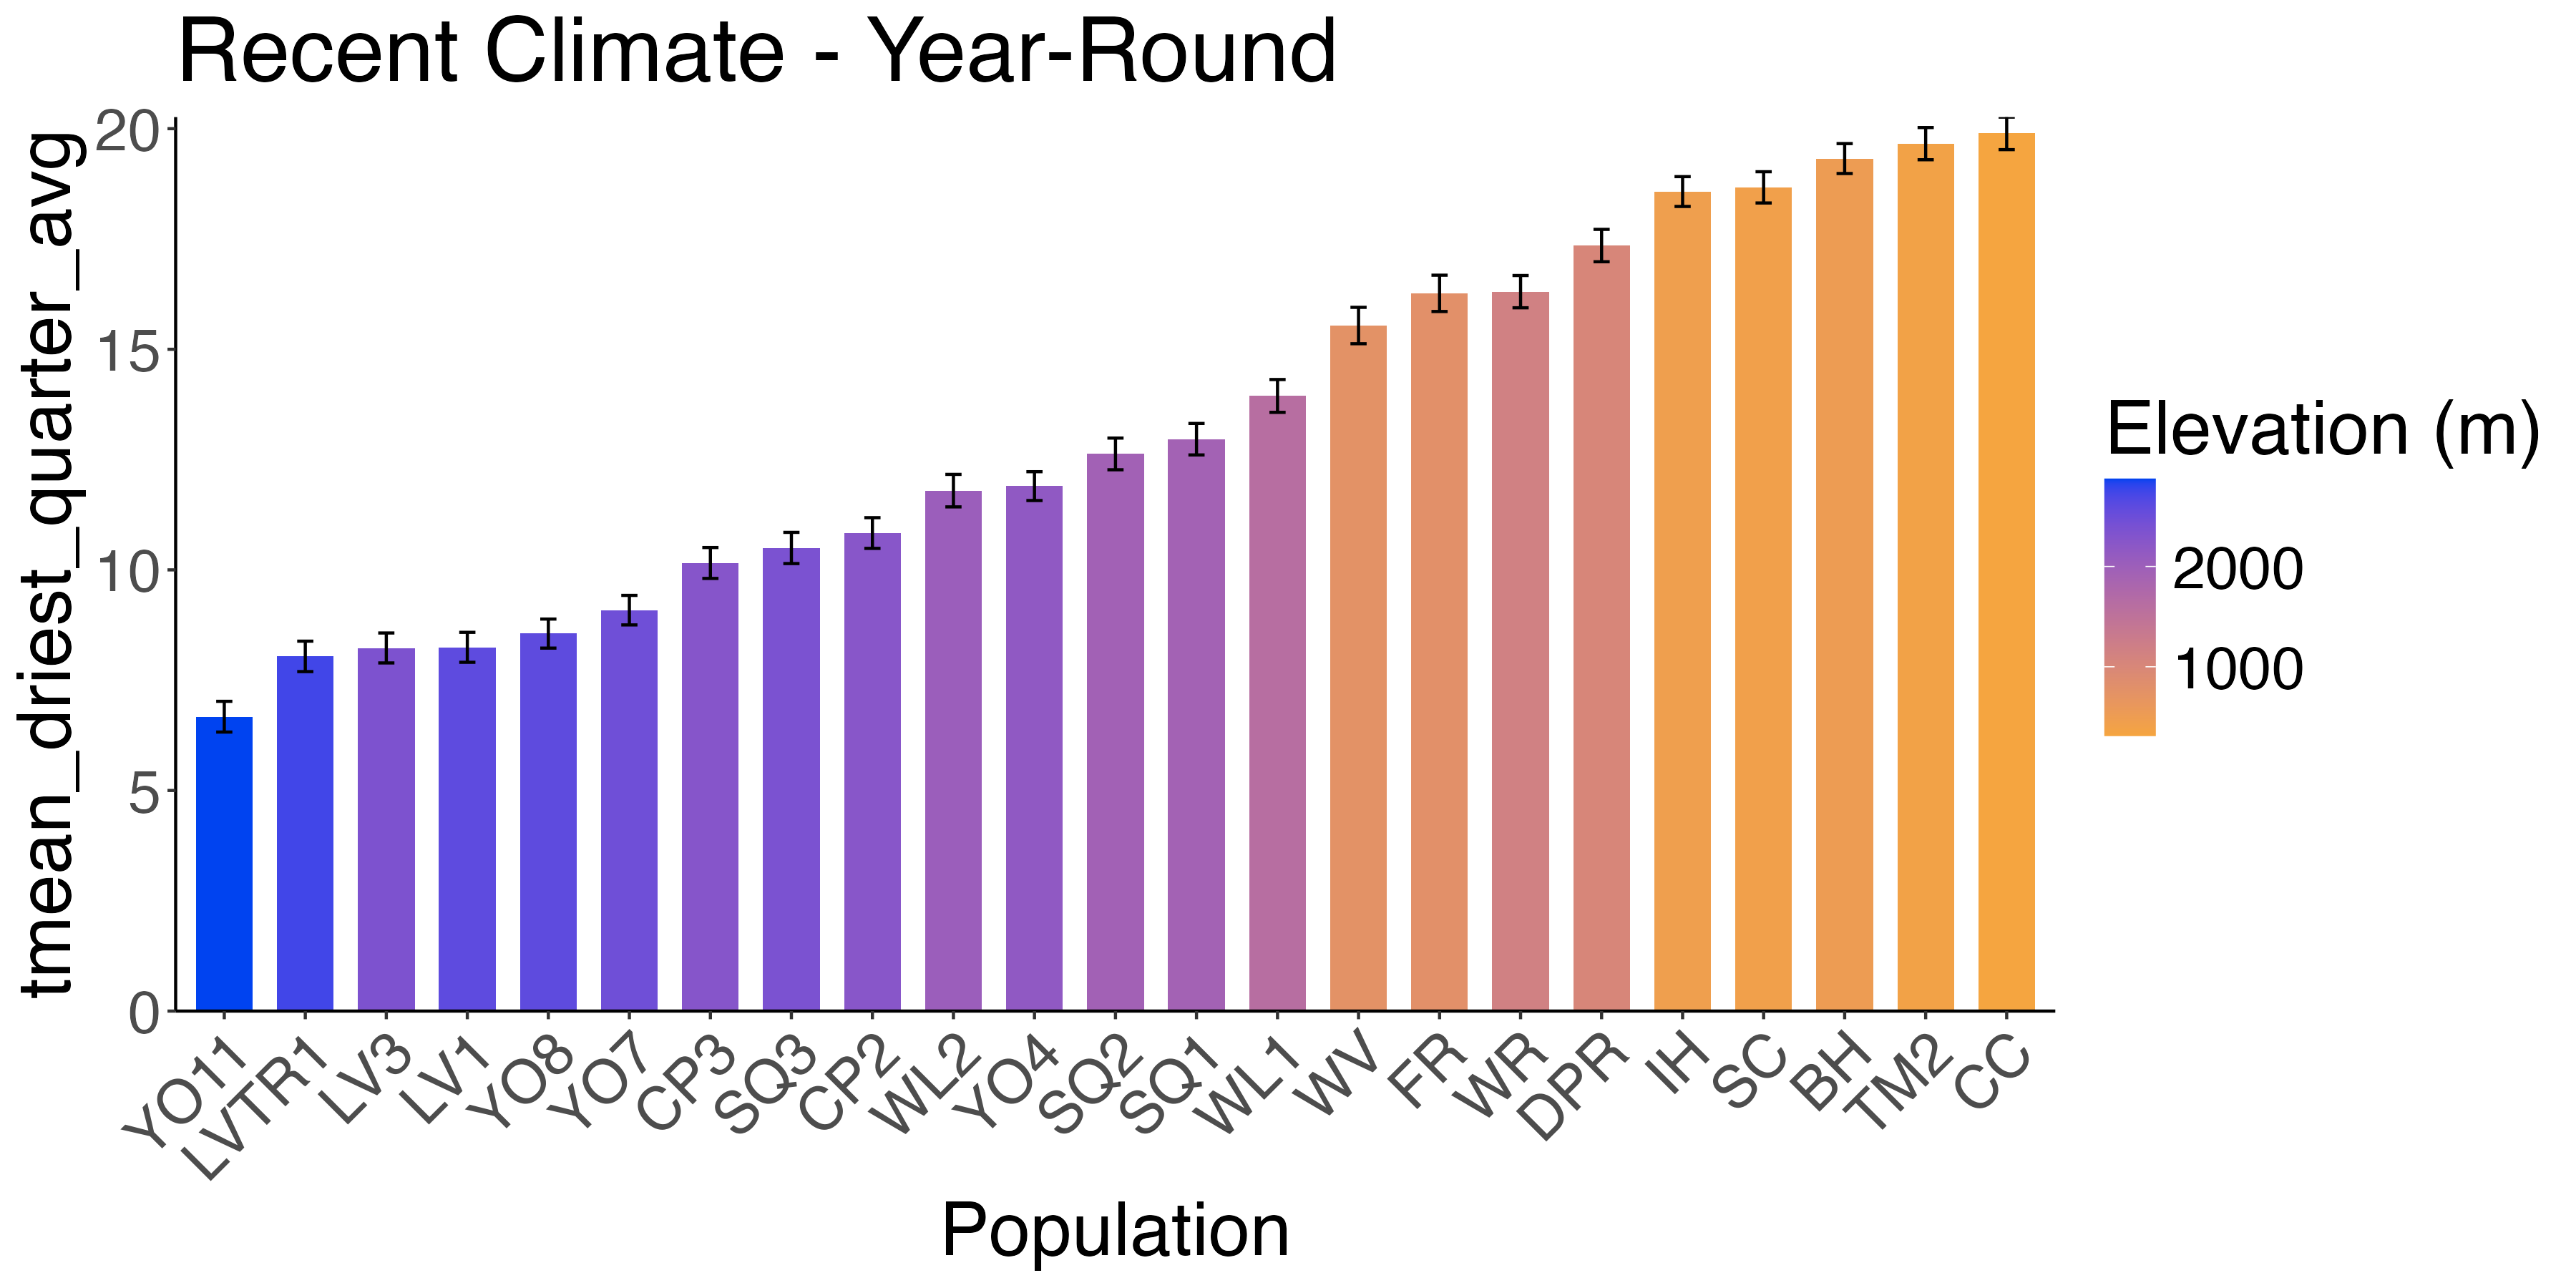 Recent Climate - Year-Round
tmean_driest_quarter_avg
20
15
10
5
0
YO11
LVTR1
LV3
LV1
YO8
YO7
CP3
SQ3
CP2
WL2
YO4
SQ2
SQ1
WL1
WV
FR
WR
DPR
IH
SC
BH
TM2
CC
Population
Elevation (m)
2000
1000